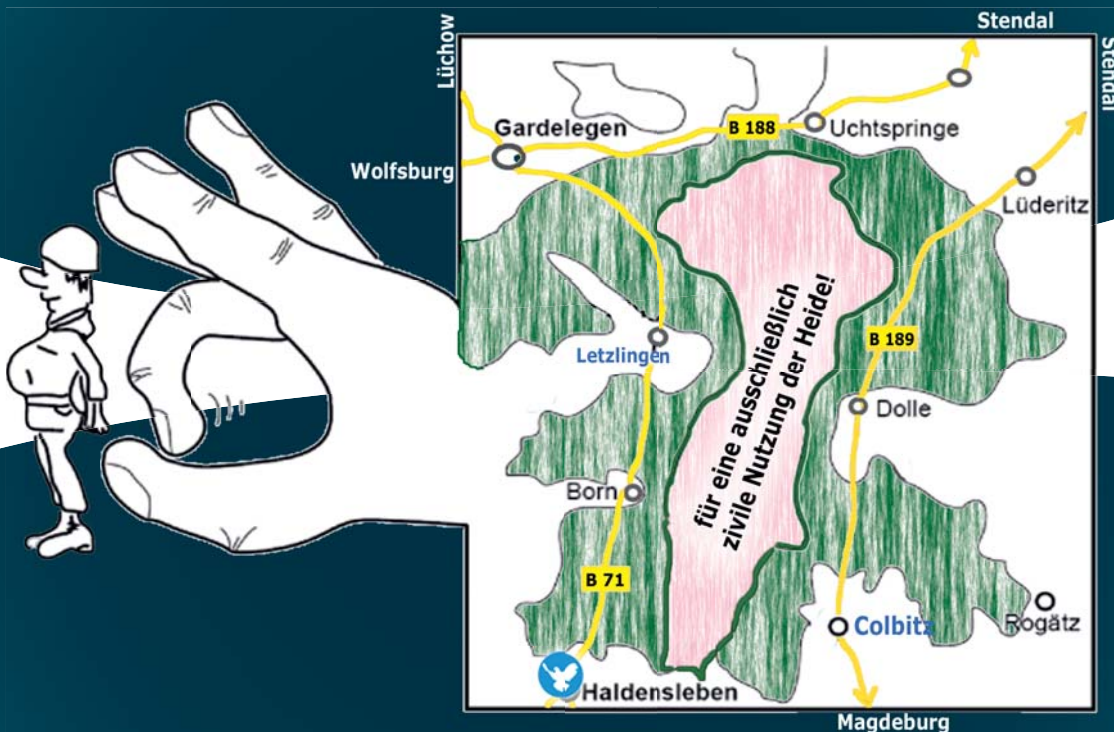 Stendal
Lüchow
Stendal
Gardelegen
B 188
Uchtspringe
Wolfsburg
Lüderitz
Letzlingen
B 189
für eine ausschließlich
zivile Nutzung der Heide!
Dolle
Born
B 71
Colbitz
Rogätz
Haldensleben
Magdeburg